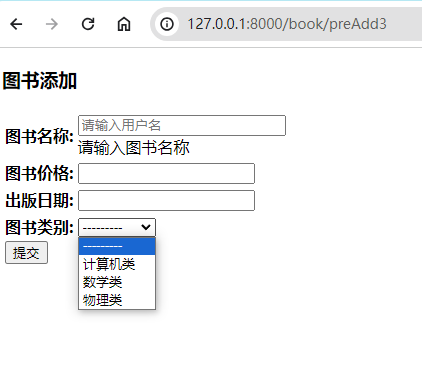 127.0.0.1:8000/book/preAdd3
图书添加
图书名称: 请输入用户名
请输入图书名称
图书价格:
出版日期:
图书类别: ---------
提交
---------
计算机类
数学类
物理类